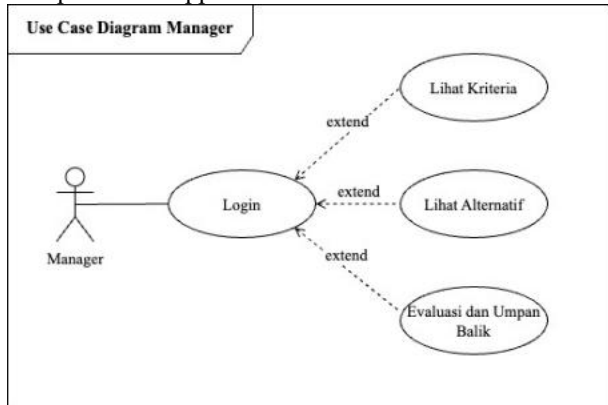 Use Case Diagram Manager
Lihat Kriteria
extend
Login
extend
Lihat Alternatif
Manager
extend
Evaluasi dan Umpan
Balik